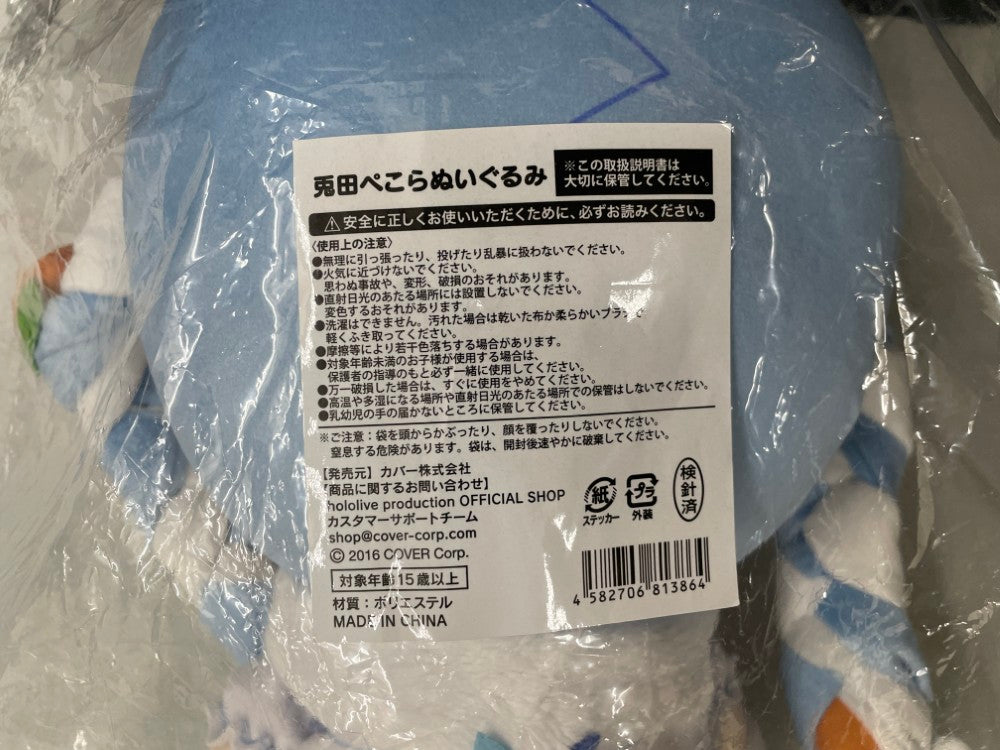 兎田ぺこらぬいぐるみ
※この取扱説明書は
大切に保管してください。
⚠安全に正しくお使いいただくために、必ずお読みください。
〈使用上の注意〉
●無理に引っ張ったり、投げたり乱暴に扱わないでください。
●火気に近づけないでください。
思わぬ事故や、変形、破損のおそれがあります。
●直射日光のあたる場所には設置しないでください。
変色するおそれがあります。
●洗濯はできません。汚れた場合は乾いた布か柔らかいブラシで
軽くふき取ってください。
●摩擦等により若干色落ちする場合があります。
●対象年齢未満のお子様が使用する場合は、
保護者の指導のもと必ず一緒に使用してください。
●万一破損した場合は、すぐに使用をやめてください。
●高温や多湿になる場所や直射日光のあたる場所での保管はしないでください。
●乳幼児の手の届かないところに保管してください。
※ご注意：袋を頭からかぶったり、顔を覆ったりしないでください。
窒息する危険があります。袋は、開封後速やかに破棄してください。
【発売元】カバー株式会社
【商品に関するお問い合わせ】
hololive production OFFICIAL SHOP
カスタマーサポートチーム
shop@cover-corp.com
© 2016 COVER Corp.
対象年齢15歳以上
材質：ポリエステル
MADE IN CHINA
紙
ステッカー
プラ
外装
検針済
4 582706 813864